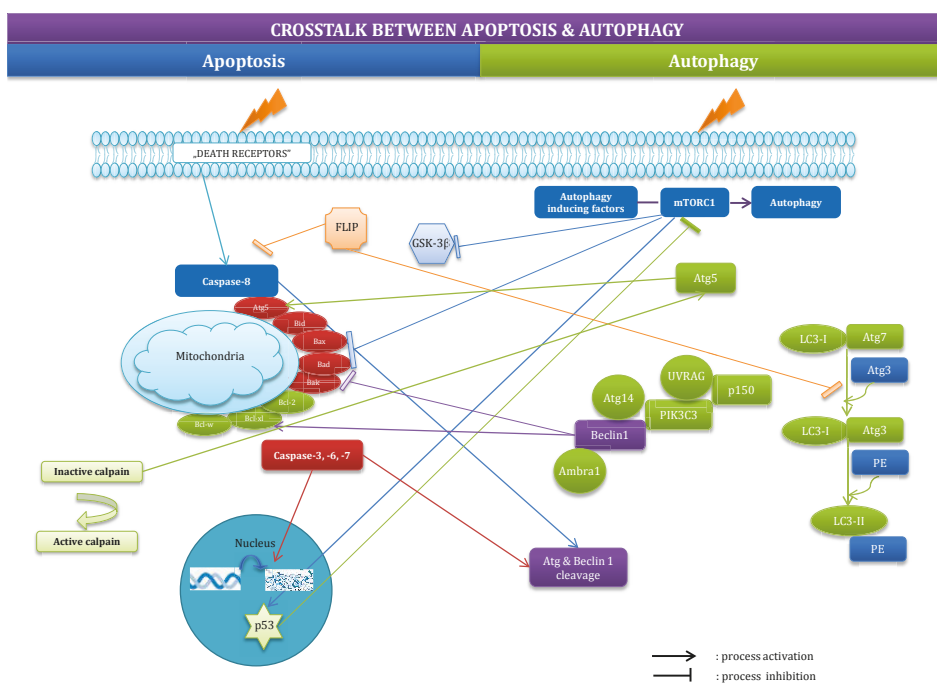 CROSSTALK BETWEEN APOPTOSIS & AUTOPHAGY
Apoptosis
Autophagy
„DEATH RECEPTORS”
Autophagy
inducing factors
mTORC1
Autophagy
FLIP
GSK-3β
Caspase-8
Atg5
Atg5
Bid
Bax
Mitochondria
Bad
Bak
Bcl-2
Bcl-xl
Bcl-w
LC3-I
Atg7
Atg3
UVRAG
p150
Atg14
PIK3C3
Beclin1
Ambra1
LC3-I
Atg3
PE
LC3-II
PE
Caspase-3, -6, -7
Inactive calpain
Active calpain
Nucleus
p53
Atg & Beclin 1
cleavage
: process activation
: process inhibition